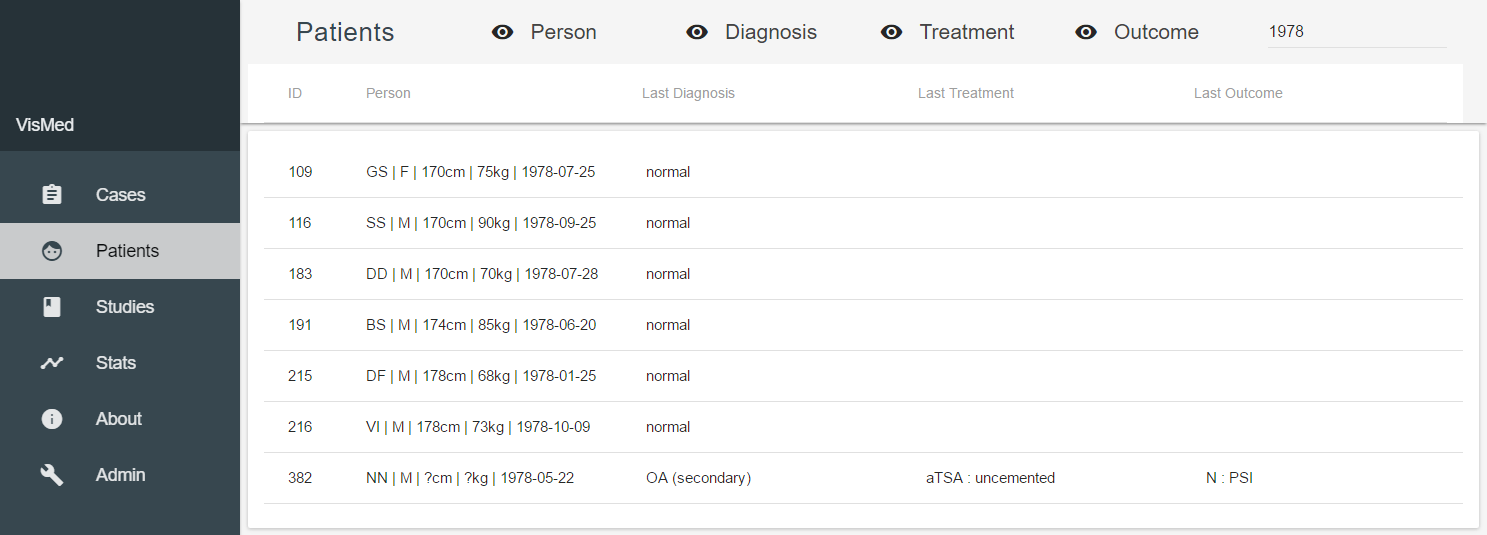 Patients Person Diagnosis Treatment Outcome 1978
ID Person Last Diagnosis Last Treatment Last Outcome
VisMed
Cases
Patients
Studies
Stats
About
Admin
109 GS | F | 170cm | 75kg | 1978-07-25 normal
116 SS | M | 170cm | 90kg | 1978-09-25 normal
183 DD | M | 170cm | 70kg | 1978-07-28 normal
191 BS | M | 174cm | 85kg | 1978-06-20 normal
215 DF | M | 178cm | 68kg | 1978-01-25 normal
216 VI | M | 178cm | 73kg | 1978-10-09 normal
382 NN | M | ?cm | ?kg | 1978-05-22 OA (secondary) aTSA : uncemented N : PSI